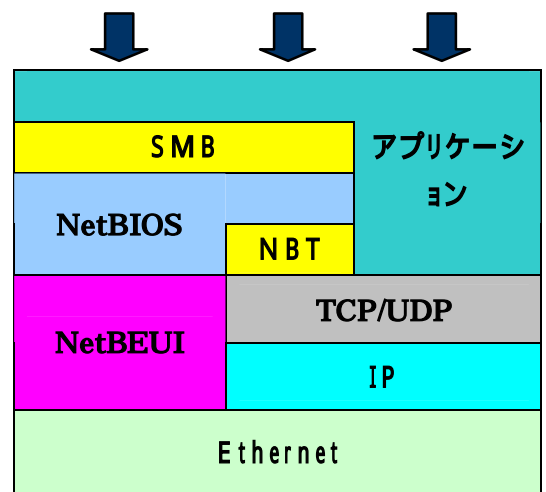 SMB
アプリケーシ
ョン
NetBIOS
NBT
TCP/UDP
NetBEUI
IP
Ethernet